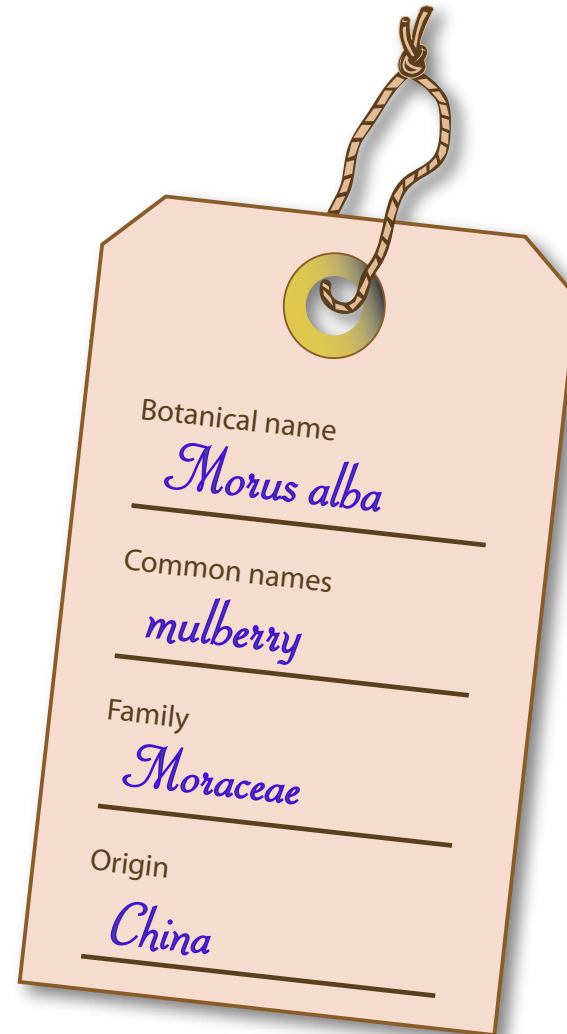 Botanical name
Morus alba
Common names
mulberry
Family
Moraceae
Origin
China